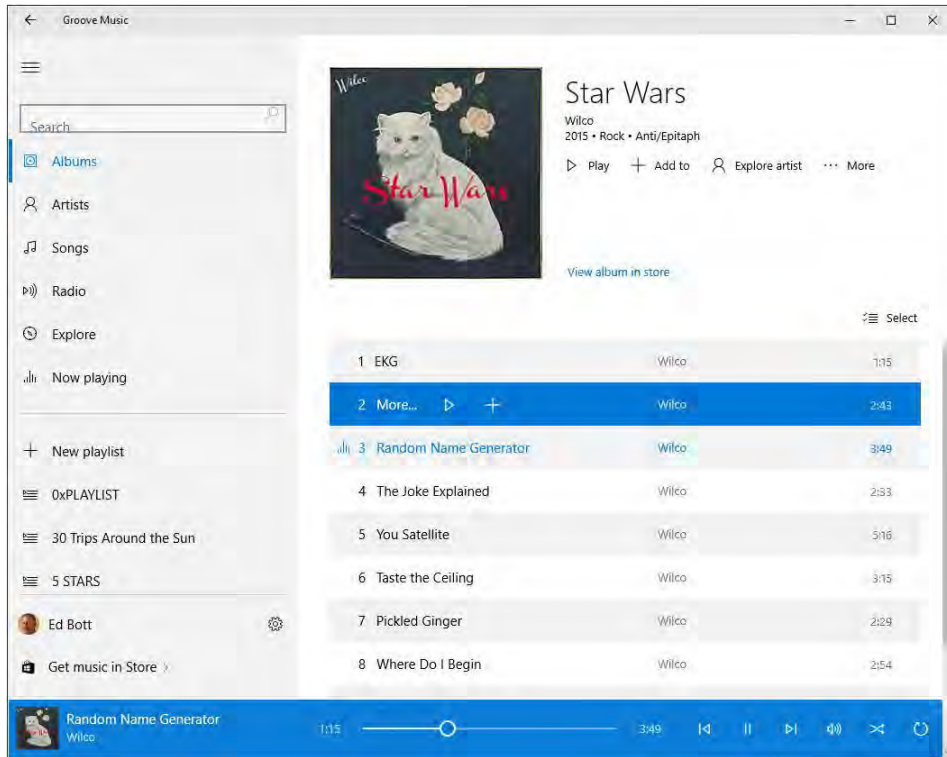 Groove Music
Search
Albums
Artists
Songs
Radio
Explore
Now playing
New playlist
0xPLAYLIST
30 Trips Around the Sun
5 STARS
Ed Bott
Get music in Store
Wilco
Star Wars
Star Wars
Wilco
2015 • Rock • Anti/Epitaph
Play Add to Explore artist ··· More
View album in store
Select
1 EKG Wilco 1:15
2 More... Wilco 2:43
3 Random Name Generator Wilco 3:49
4 The Joke Explained Wilco 2:33
5 You Satellite Wilco 5:16
6 Taste the Ceiling Wilco 3:15
7 Pickled Ginger Wilco 2:29
8 Where Do I Begin Wilco 2:54
Random Name Generator
Wilco
1:15 3:49